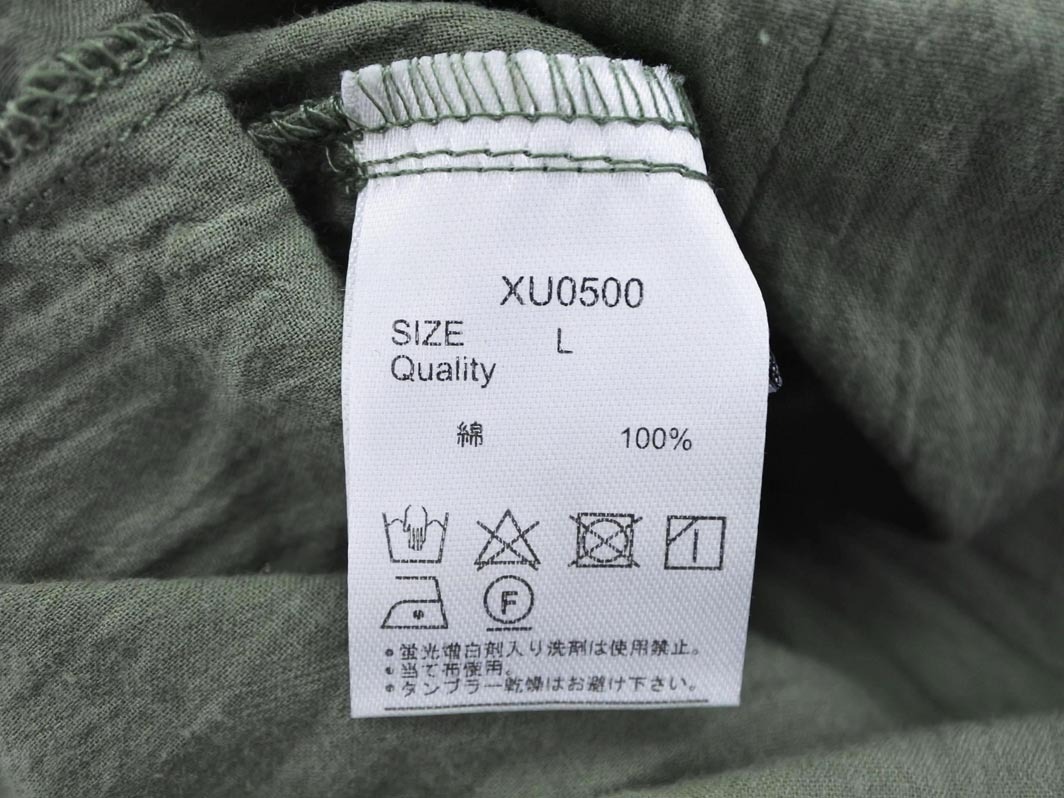 XU0500
SIZE L
Quality
綿 100%
F
●蛍光増白剤入り洗剤は使用禁止。
●当て布使用。
●タンブラー乾燥はお避け下さい。